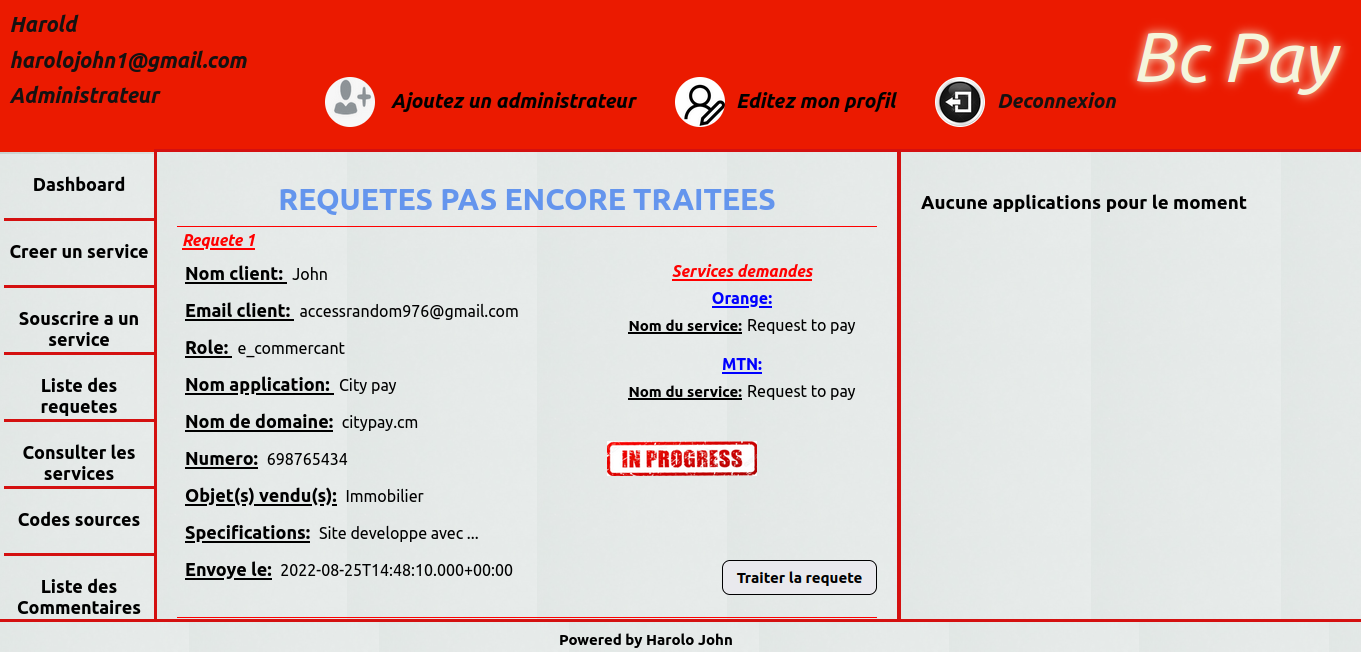 Harold
harolojohn1@gmail.com
Administrateur
Ajoutez un administrateur
Editez mon profil
Deconnexion
Bc Pay
Dashboard
Creer un service
Souscrire a un
service
Liste des
requetes
Consulter les
services
Codes sources
Liste des
Commentaires
REQUETES PAS ENCORE TRAITEES
Requete 1
Nom client: John
Email client: accessrandom976@gmail.com
Role: e_commercant
Nom application: City pay
Nom de domaine: citypay.cm
Numero: 698765434
Objet(s) vendu(s): Immobilier
Specifications: Site developpe avec ...
Envoye le: 2022-08-25T14:48:10.000+00:00
Services demandes
Orange:
Nom du service: Request to pay
MTN:
Nom du service: Request to pay
IN PROGRESS
Traiter la requete
Aucune applications pour le moment
Powered by Harolo John